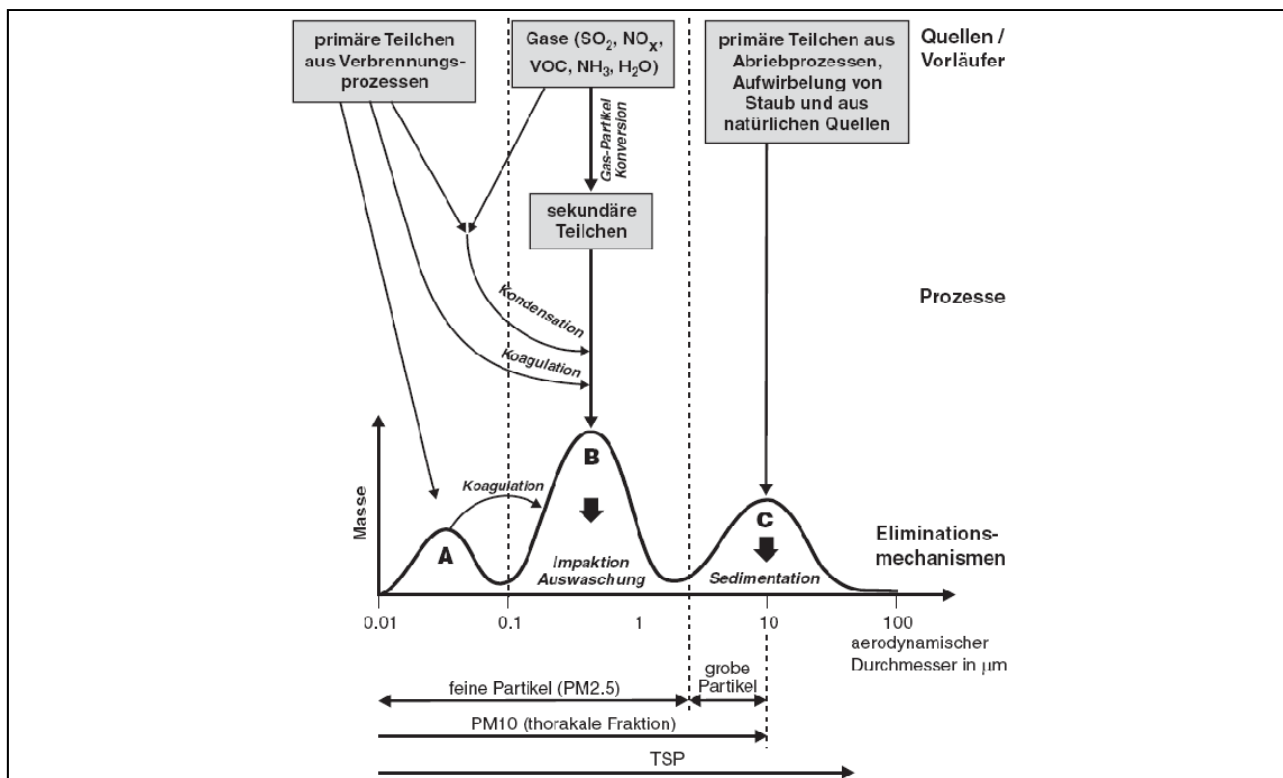 primäre Teilchen
aus Verbrennungs-
prozessen
Gase (SO₂, NOₓ,
VOC, NH₃, H₂O)
primäre Teilchen aus
Abriebprozessen,
Aufwirbelung von
Staub und aus
natürlichen Quellen
Quellen /
Vorläufer
Gas-Partikel
Konversion
sekundäre
Teilchen
Prozesse
Kondensation
Koagulation
Masse
Koagulation
A
B
C
Impaktion
Auswaschung
Sedimentation
Eliminations-
mechanismen
0.01
0.1
1
10
100
aerodynamischer
Durchmesser in µm
feine Partikel (PM2.5)
grobe
Partikel
PM10 (thorakale Fraktion)
TSP